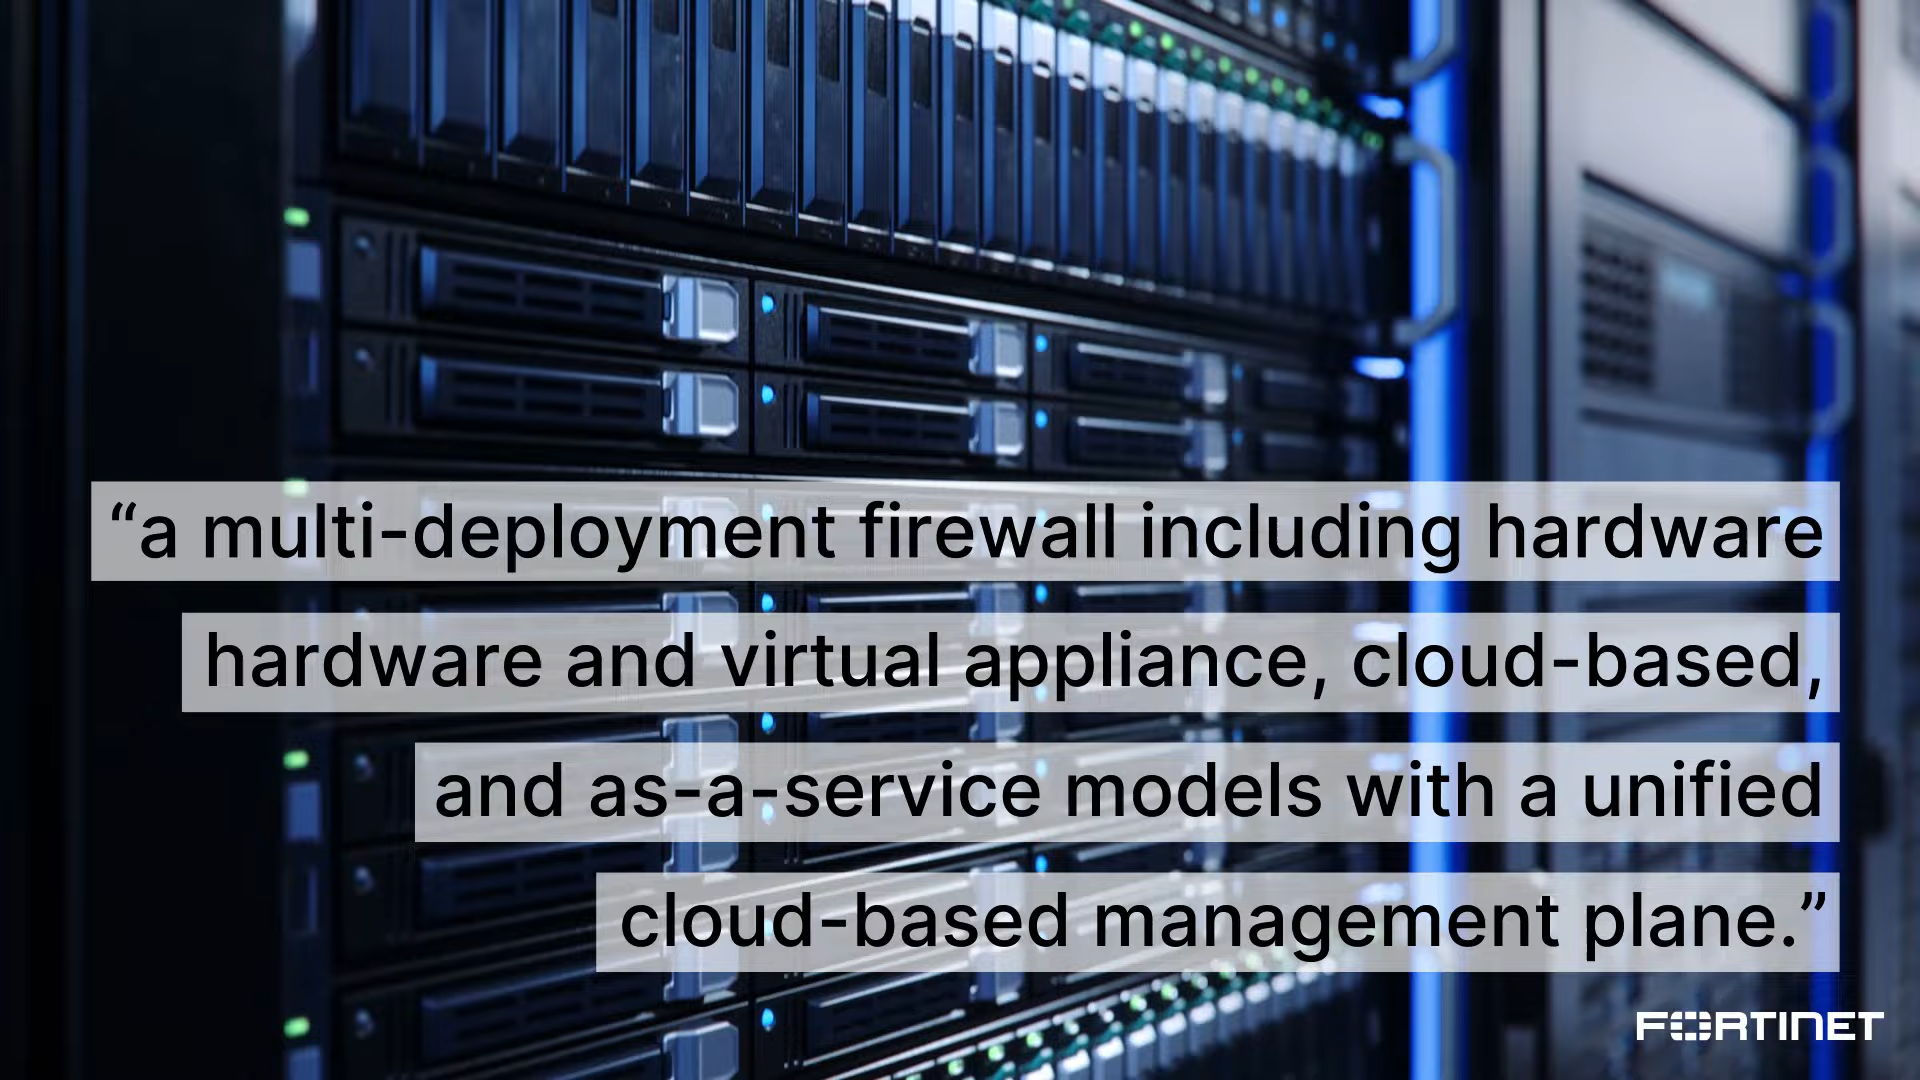 “a multi-deployment firewall including hardware
hardware and virtual appliance, cloud-based,
and as-a-service models with a unified
cloud-based management plane.”
FORTINET